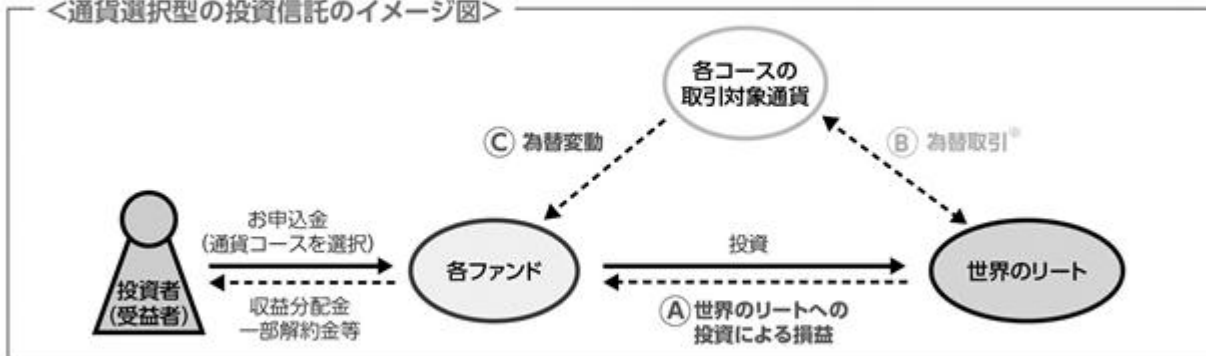 <通貨選択型の投資信託のイメージ図>
各コースの
取引対象通貨
C 為替変動
B 為替取引※
お申込金
(通貨コースを選択)
投資者
(受益者)
収益分配金
一部解約金等
各ファンド
投資
A 世界のリートへの
投資による損益
世界のリート